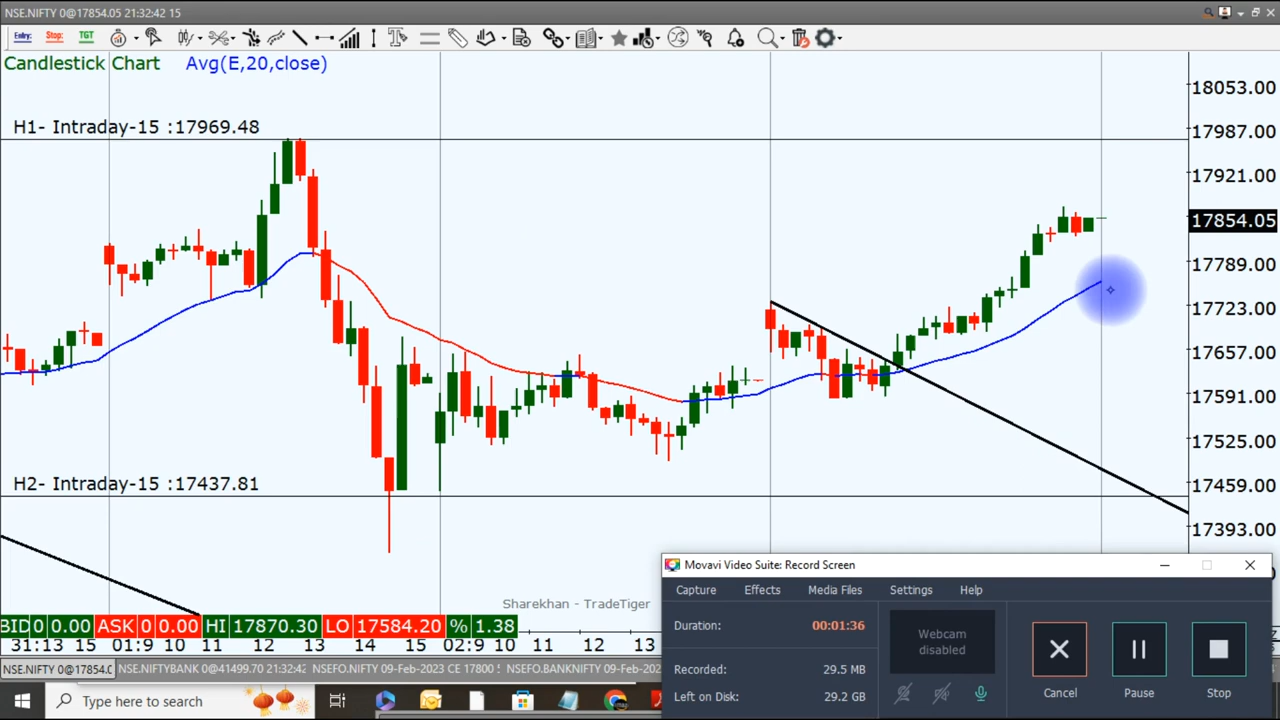 NSE.NIFTY 0@17854.05 21:32:42 15
Entry: Stop: TGT
Candlestick Chart Avg(E,20,close)
18053.00
H1- Intraday-15 :17969.48
17987.00
17921.00
17854.05
17789.00
17723.00
17657.00
17591.00
17525.00
H2- Intraday-15 :17437.81
17459.00
17393.00
Movavi Video Suite: Record Screen
Capture Effects Media Files Settings Help
Sharekhan - TradeTiger
BID 0 0.00 ASK 0 0.00 HI 17870.30 LO 17584.20 % 1.38
31:13 15 01:9 10 11 12 13 14 15 02:9 10 11 12 13
Duration: 00:01:36
Webcam
disabled
Recorded: 29.5 MB
Left on Disk: 29.2 GB
Cancel Pause Stop
NSE.NIFTY 0@17854.0 NSE.NIFTYBANK 0@41499.70 21:32:42 NSEFO.NIFTY 09-Feb-2023 CE 17800 NSEFO.BANKNIFTY 09-Feb-202
Type here to search